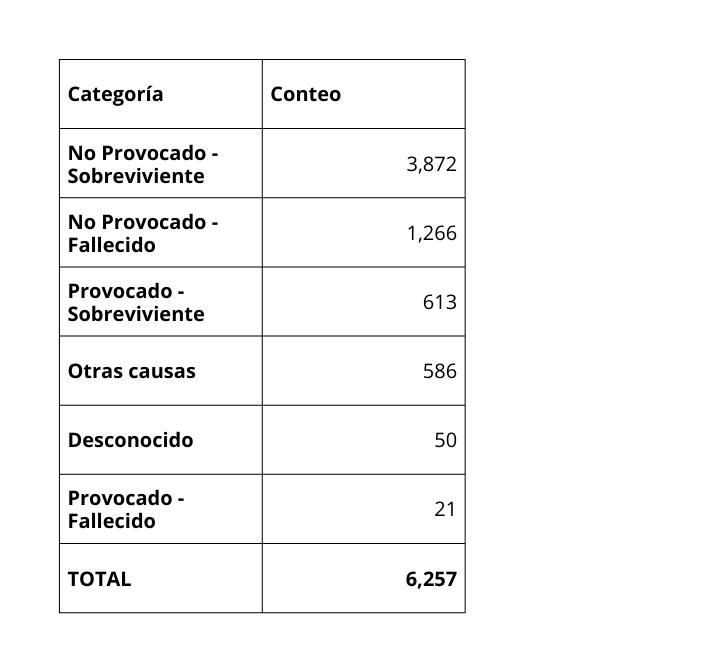 Categoría Conteo
No Provocado -
Sobreviviente 3,872
No Provocado -
Fallecido 1,266
Provocado -
Sobreviviente 613
Otras causas 586
Desconocido 50
Provocado -
Fallecido 21
TOTAL 6,257